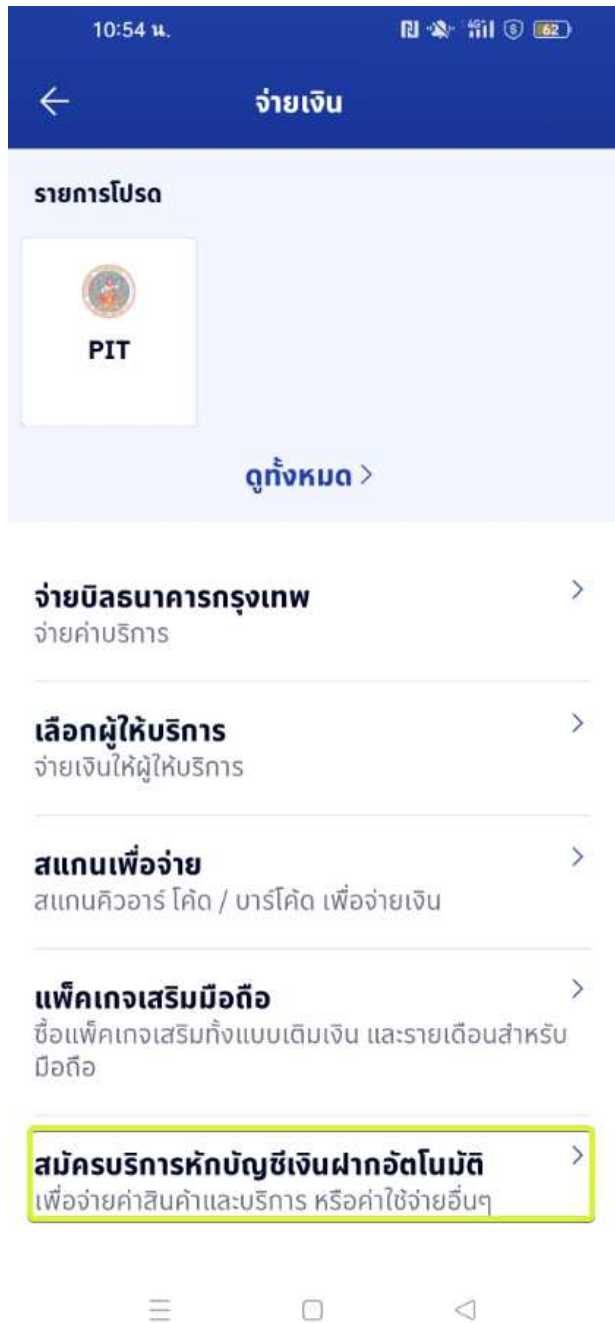 10:54 น.
4G
62
จ่ายเงิน
รายการโปรด
PIT
ดูทั้งหมด
จ่ายบิลธนาคารกรุงเทพ
จ่ายค่าบริการ
เลือกผู้ให้บริการ
จ่ายเงินให้ผู้ให้บริการ
สแกนเพื่อจ่าย
สแกนคิวอาร์ โค้ด / บาร์โค้ด เพื่อจ่ายเงิน
แพ็คเกจเสริมมือถือ
ซื้อแพ็คเกจเสริมทั้งแบบเติมเงิน และรายเดือนสำหรับ
มือถือ
สมัครบริการหักบัญชีเงินฝากอัตโนมัติ
เพื่อจ่ายค่าสินค้าและบริการ หรือค่าใช้จ่ายอื่นๆ